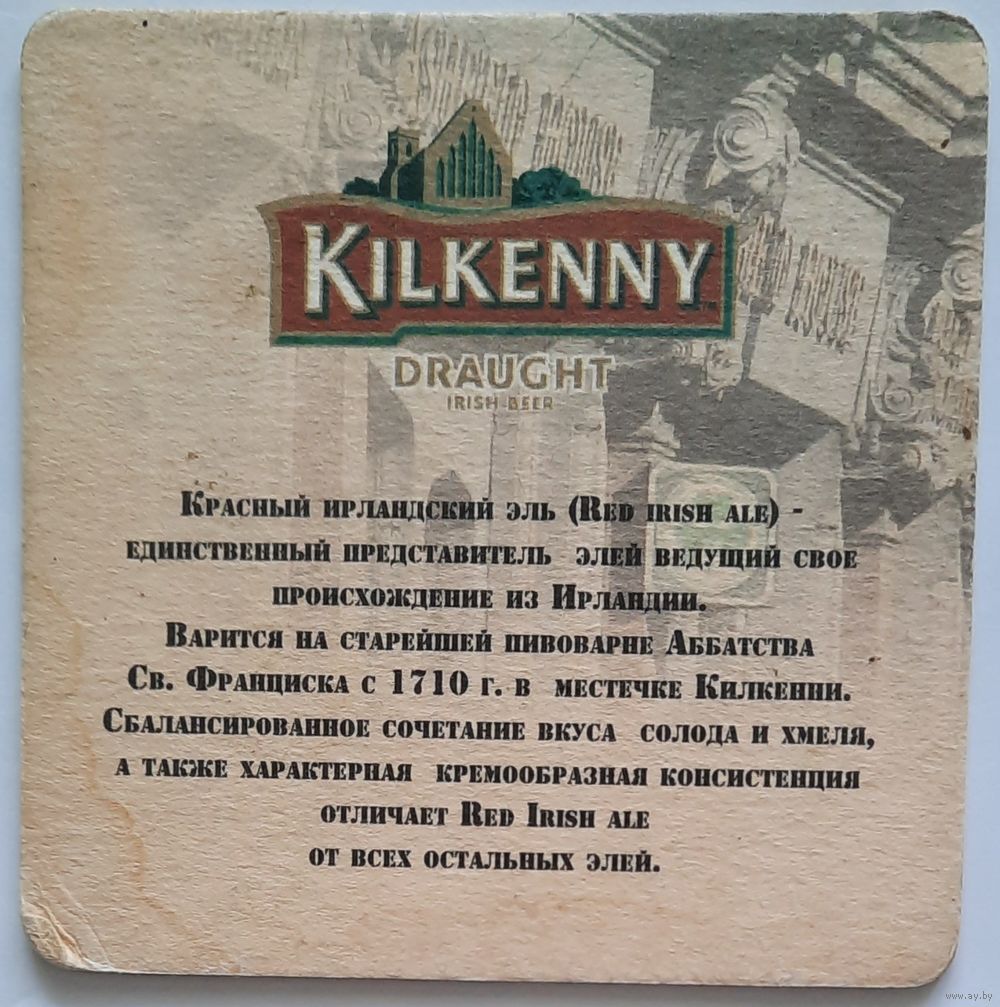 KILKENNY
DRAUGHT
IRISH BEER
Красный ирландский эль (Red irish ale) -
единственный представитель элей ведущий свое
происхождение из Ирландии.
Варится на старейшей пивоварне Аббатства
Св. Франциска с 1710 г. в местечке Килкенни.
Сбалансированное сочетание вкуса солода и хмеля,
а также характерная кремообразная консистенция
отличает Red Irish ale
от всех остальных элей.
www.ay.by